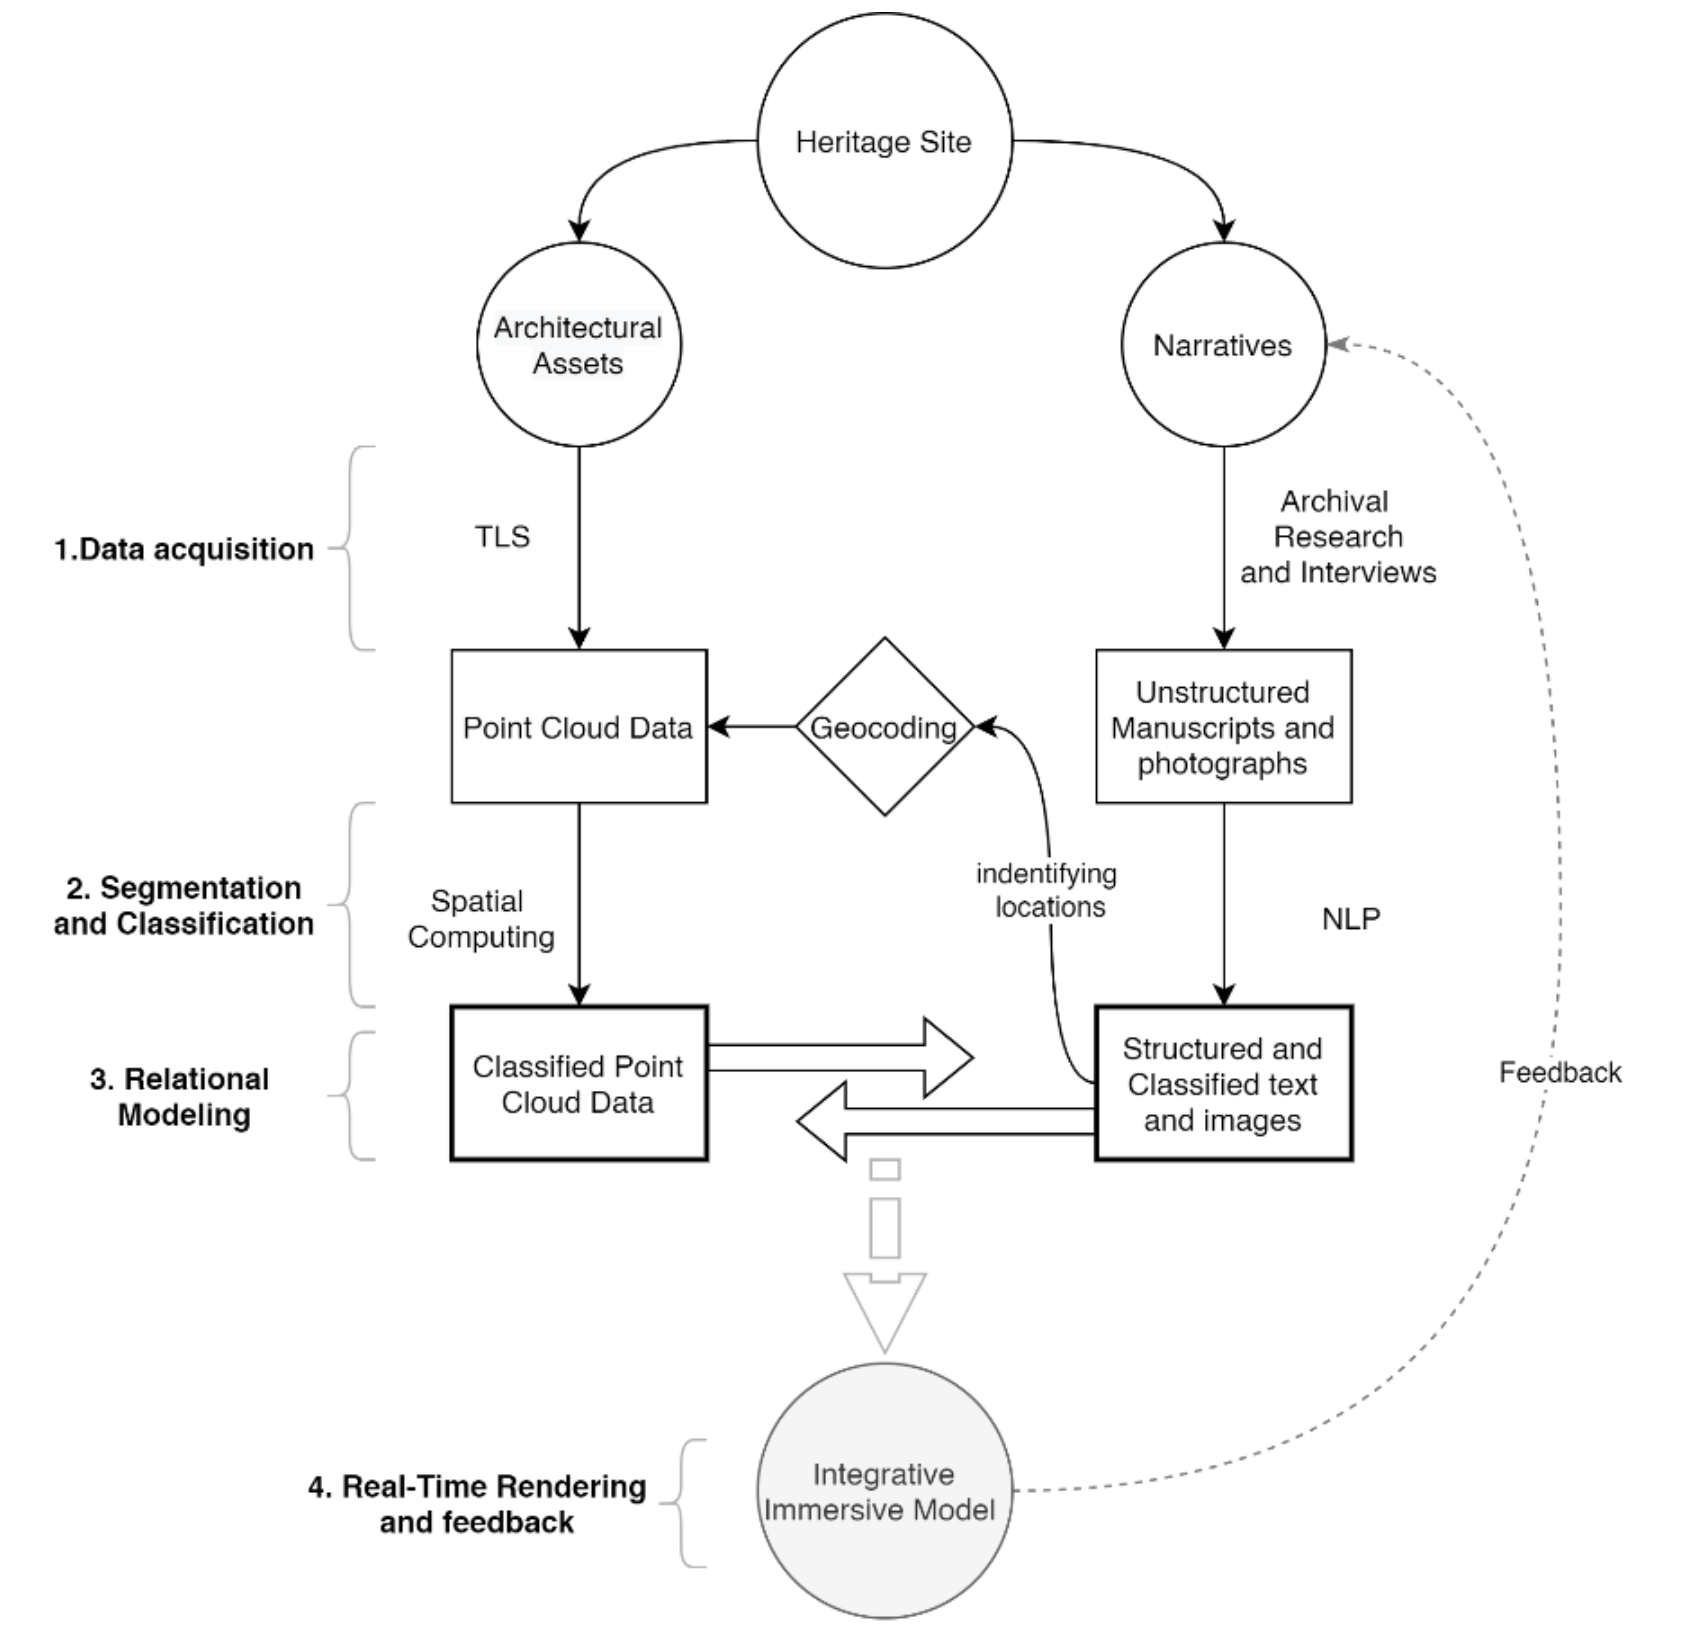 Heritage Site
Architectural
Assets
Narratives
1.Data acquisition
TLS
Archival
Research
and Interviews
Point Cloud Data
Geocoding
Unstructured
Manuscripts and
photographs
2. Segmentation
and Classification
Spatial
Computing
indentifying
locations
NLP
3. Relational
Modeling
Classified Point
Cloud Data
Structured and
Classified text
and images
Feedback
4. Real-Time Rendering
and feedback
Integrative
Immersive Model